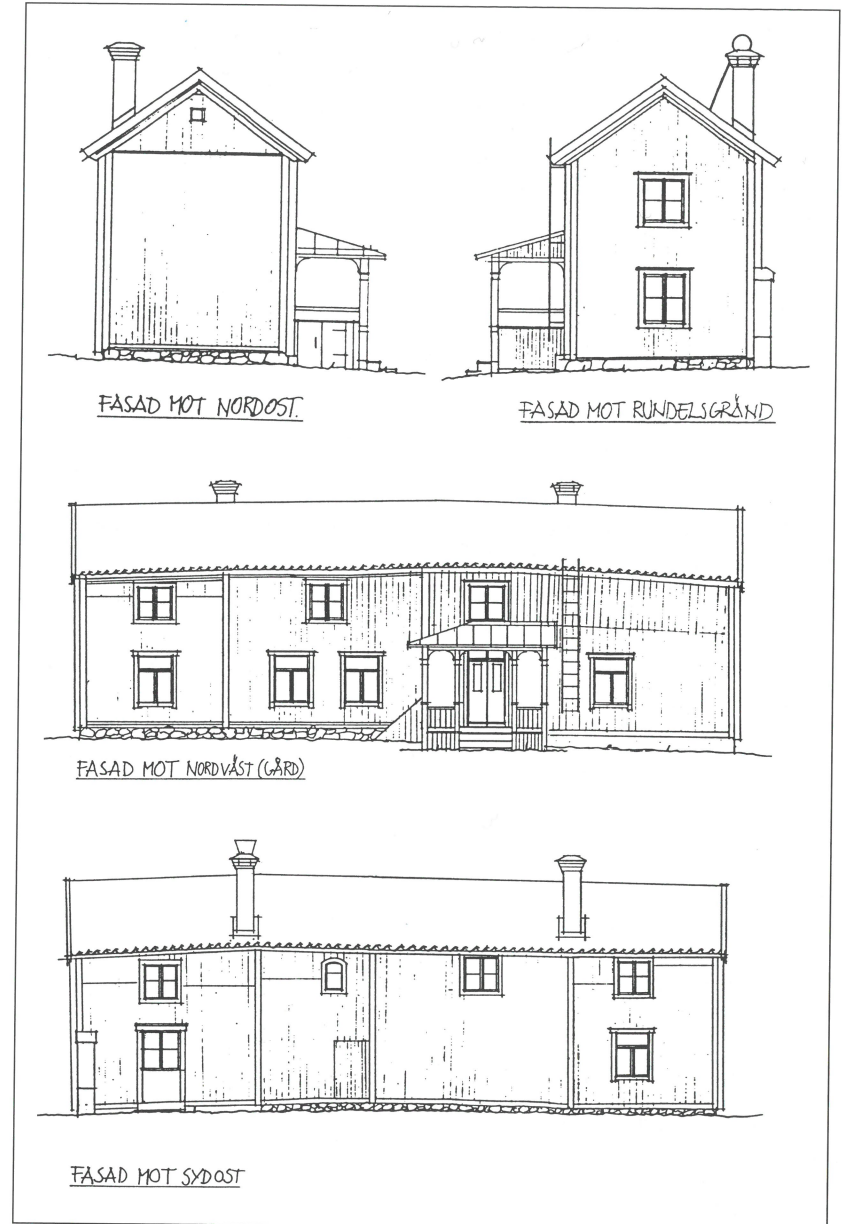 FASAD MOT NORDOST.
FASAD MOT RUNDELSGRÄND
FASAD MOT NORDVÄST (GÅRD)
FASAD MOT SYDOST